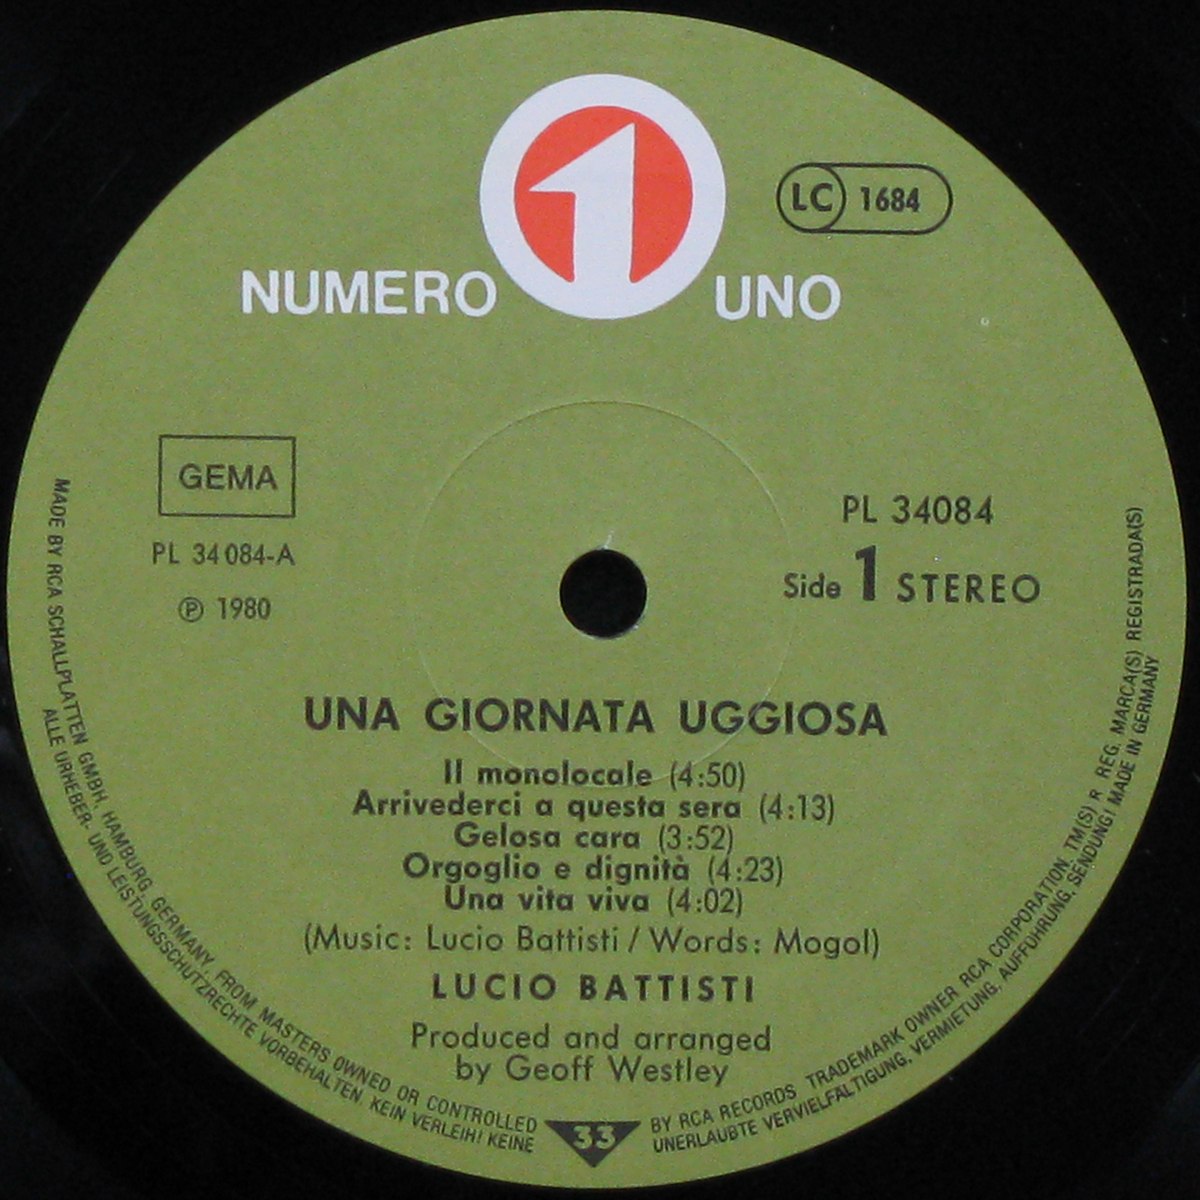 NUMERO 1 UNO
LC 1684
GEMA
PL 34 084-A
℗ 1980
PL 34084
Side 1 STEREO
UNA GIORNATA UGGIOSA
Il monolocale (4:50)
Arrivederci a questa sera (4:13)
Gelosa cara (3:52)
Orgoglio e dignità (4:23)
Una vita viva (4:02)
(Music: Lucio Battisti / Words: Mogol)
LUCIO BATTISTI
Produced and arranged
by Geoff Westley
MADE BY RCA SCHALLPLATTEN GMBH, HAMBURG, GERMANY, FROM MASTERS OWNED OR CONTROLLED BY RCA RECORDS TRADEMARK OWNER RCA CORPORATION TM(S) R REG. MARCA(S) REGISTRADA(S)
ALLE URHEBER- UND LEISTUNGSSCHUTZRECHTE VORBEHALTEN. KEIN VERLEIH! KEINE UNERLAUBTE VERVIELFÄLTIGUNG, VERMIETUNG, AUFFÜHRUNG, SENDUNG! MADE IN GERMANY
33